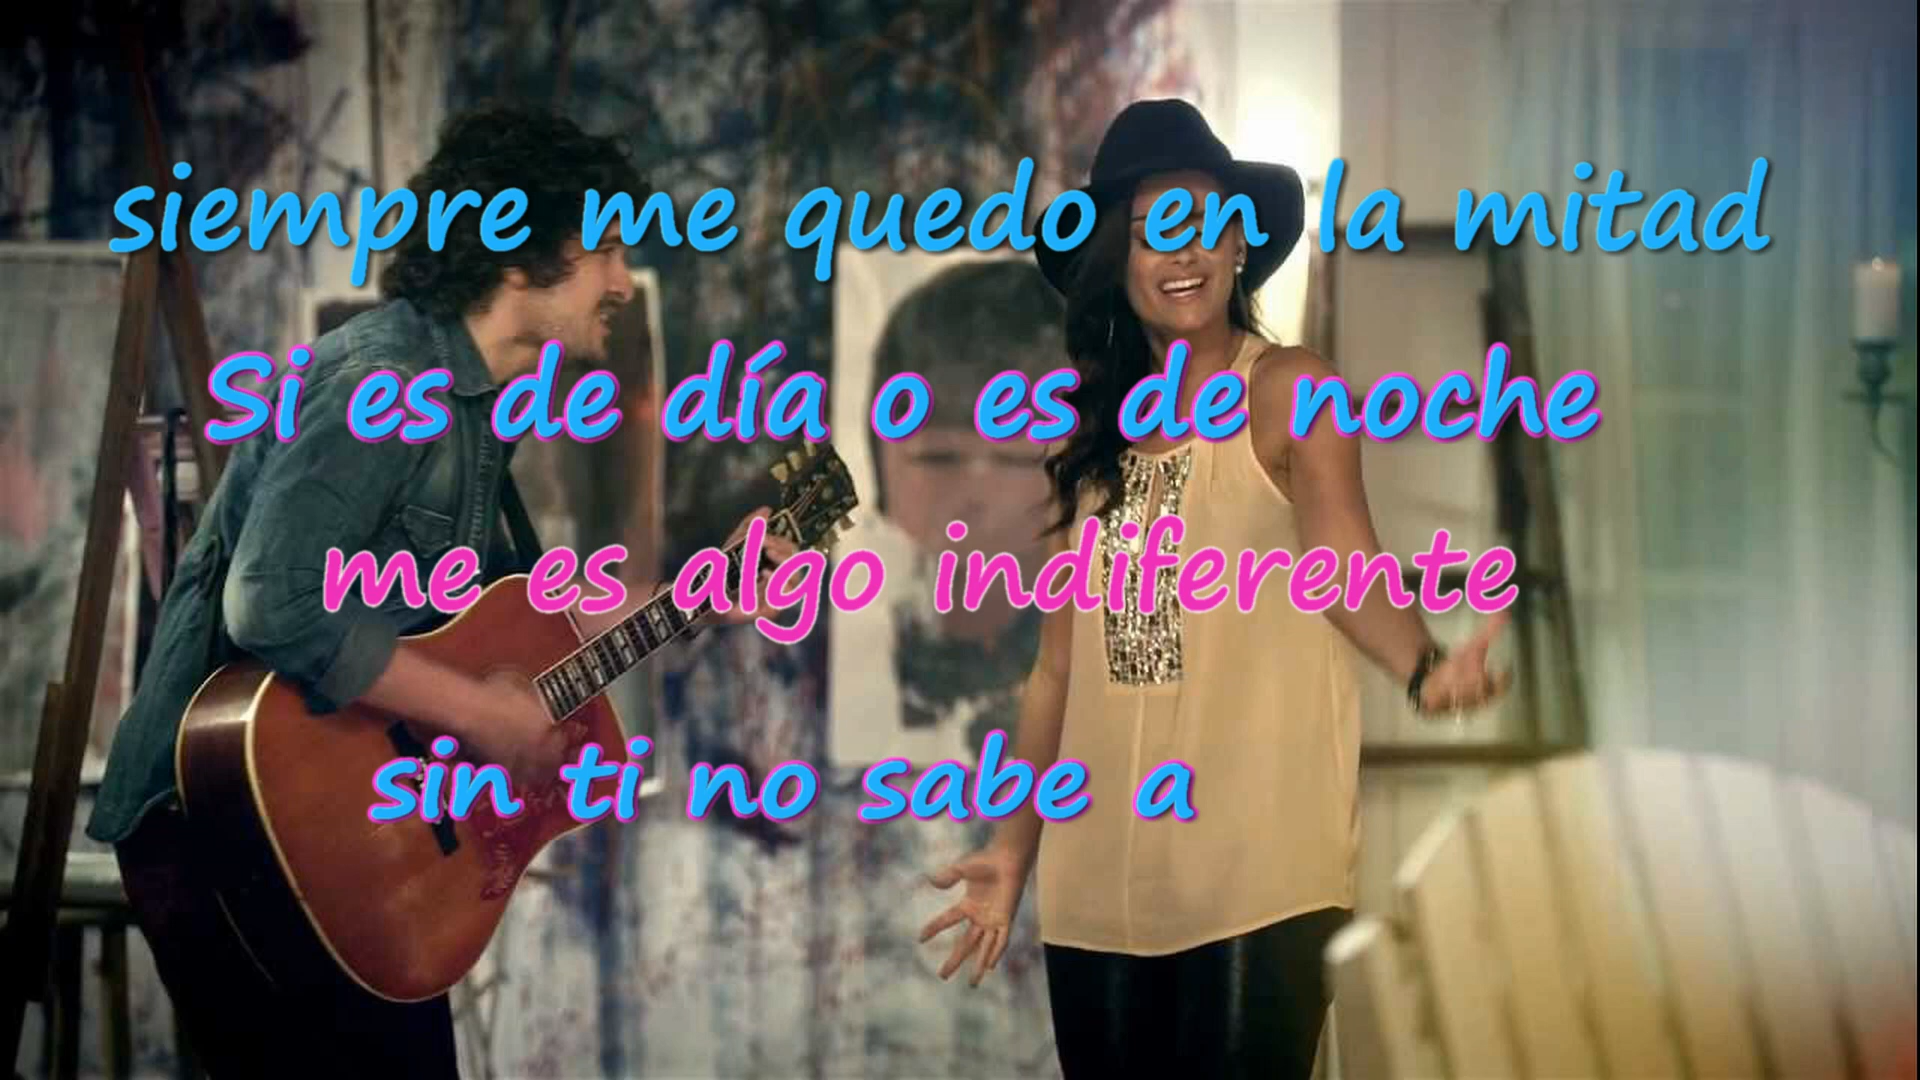 siempre me quedo en la mitad
Si es de día o es de noche
me es algo indiferente
sin ti no sabe a